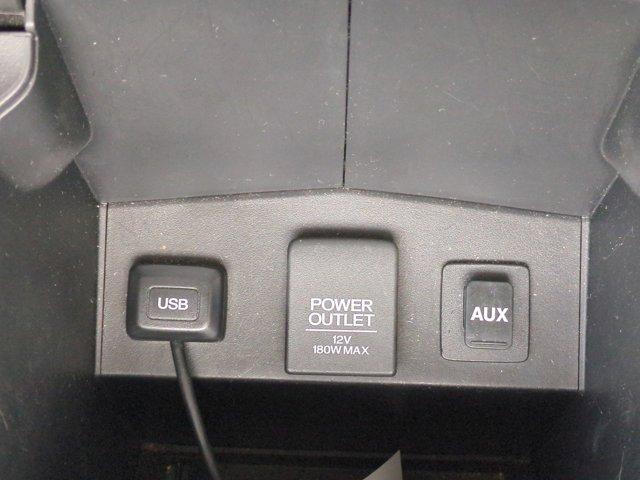 USB
POWER
OUTLET
12V
180W MAX
AUX